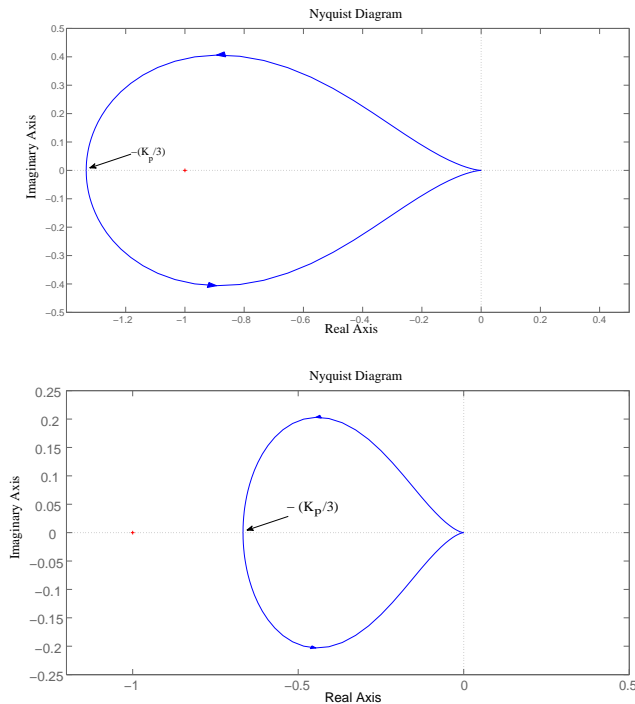 Nyquist Diagram
0.5
0.4
0.3
0.2
0.1
0
−0.1
−0.2
−0.3
−0.4
−0.5
Imaginary Axis
−(Kp/3)
−1.2 −1 −0.8 −0.6 −0.4 −0.2 0 0.2 0.4
Real Axis
Nyquist Diagram
0.25
0.2
0.15
0.1
0.05
0
−0.05
−0.1
−0.15
−0.2
−0.25
Imaginary Axis
− (KP/3)
−1 −0.5 0 0.5
Real Axis